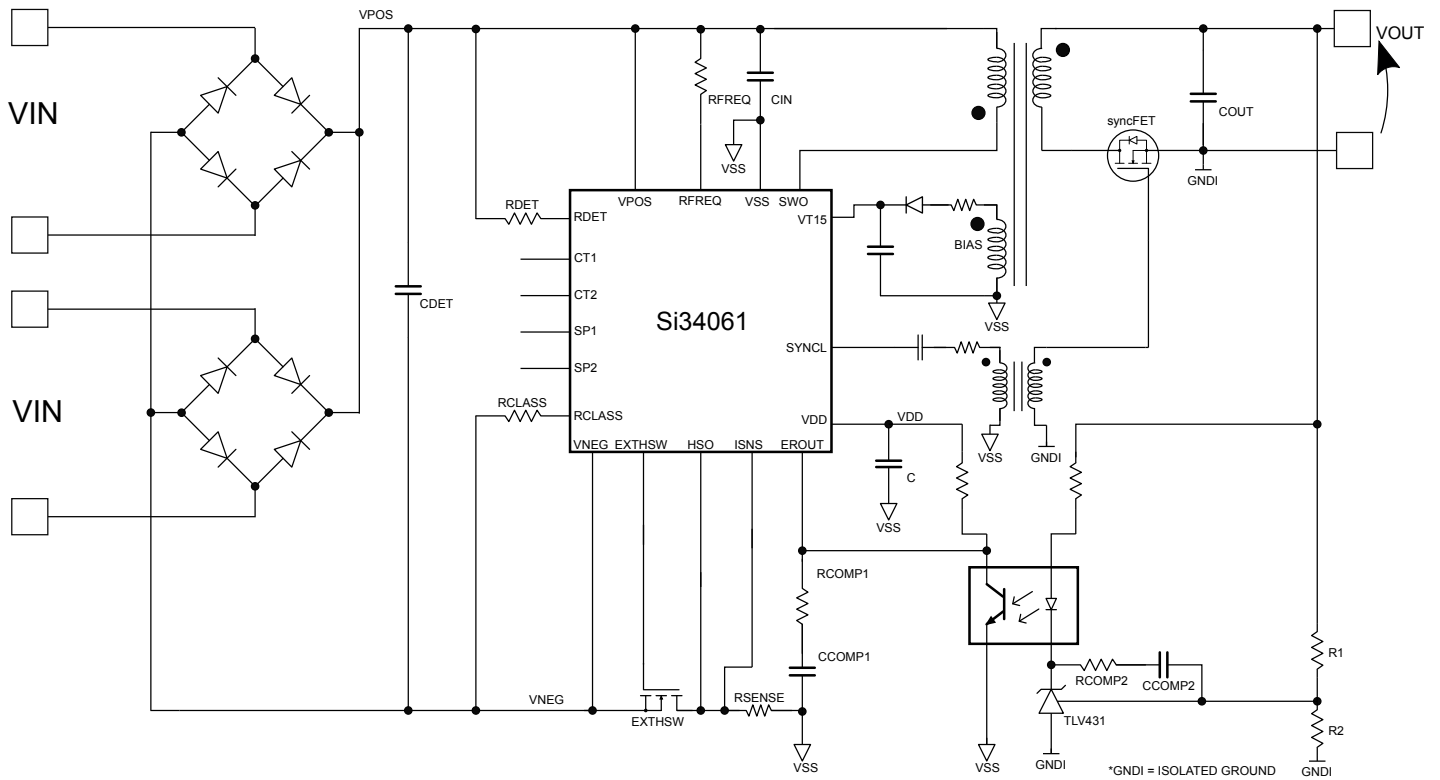 VPOS
VOUT
VIN
RFREQ
CIN
COUT
syncFET
VSS
GNDI
RDET
RDET
VPOS
RFREQ
VSS
SWO
VT15
BIAS
CT1
CT2
SP1
SP2
CDET
Si34061
VSS
SYNCL
VIN
RCLASS
RCLASS
VDD
VDD
VNEG
EXTHSW
HSO
ISNS
EROUT
VSS
GNDI
C
VSS
RCOMP1
CCOMP1
RCOMP2
CCOMP2
R1
VNEG
RSENSE
EXTHSW
TLV431
R2
VSS
VSS
GNDI
*GNDI = ISOLATED GROUND
GNDI